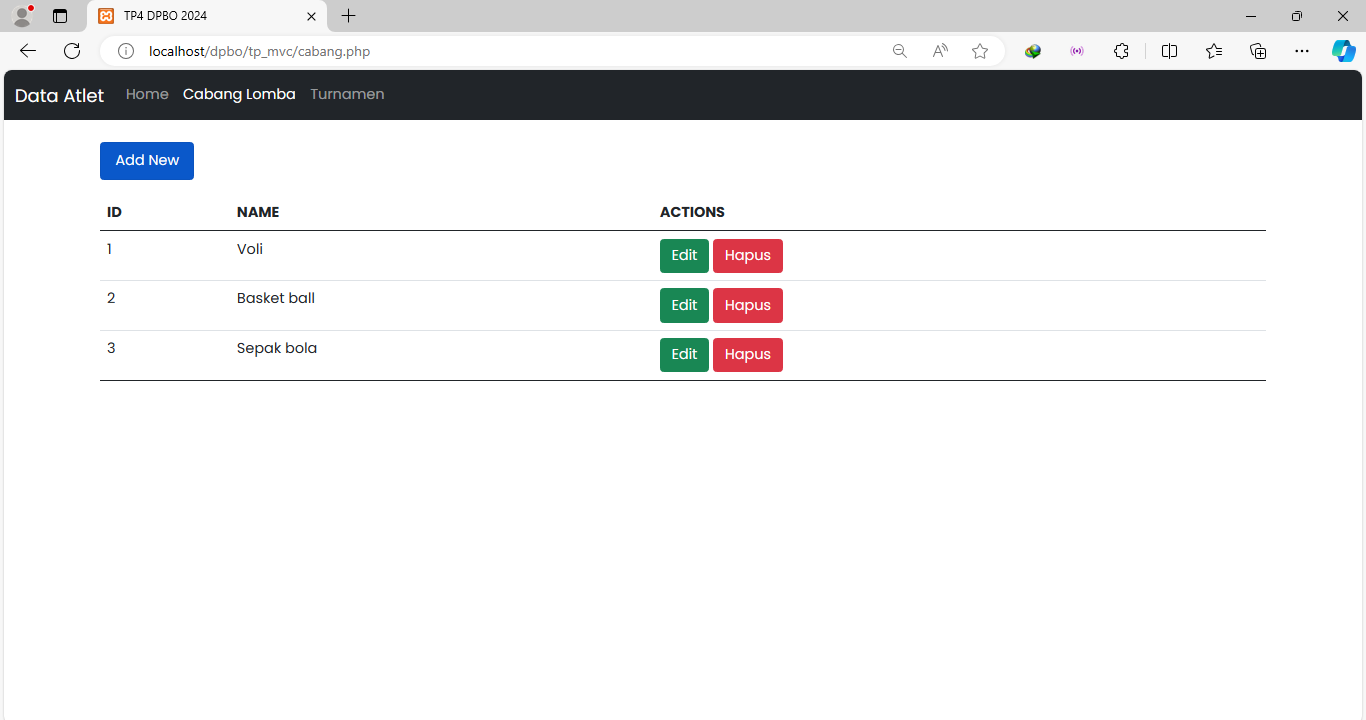 TP4 DPBO 2024
localhost/dpbo/tp_mvc/cabang.php
Data Atlet Home Cabang Lomba Turnamen
Add New
ID NAME ACTIONS
1 Voli Edit Hapus
2 Basket ball Edit Hapus
3 Sepak bola Edit Hapus